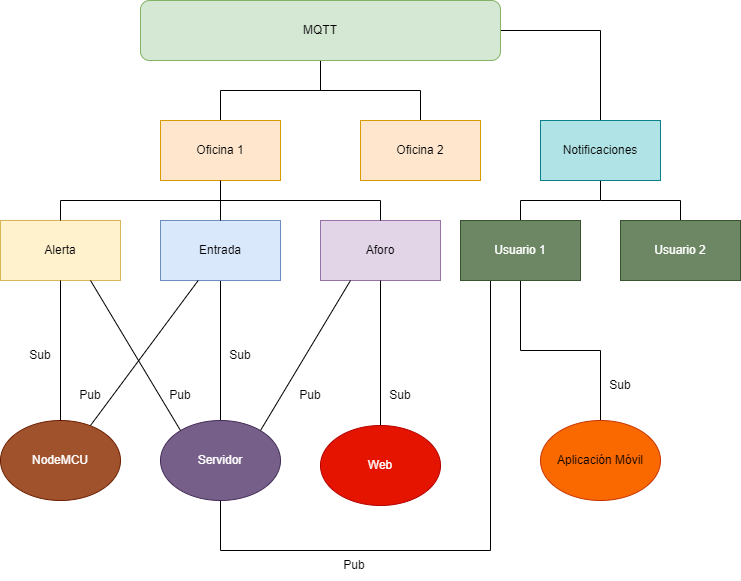 MQTT
Oficina 1
Oficina 2
Notificaciones
Alerta
Entrada
Aforo
Usuario 1
Usuario 2
Sub
Sub
Pub
Pub
Pub
Sub
Sub
NodeMCU
Servidor
Web
Aplicación Móvil
Pub